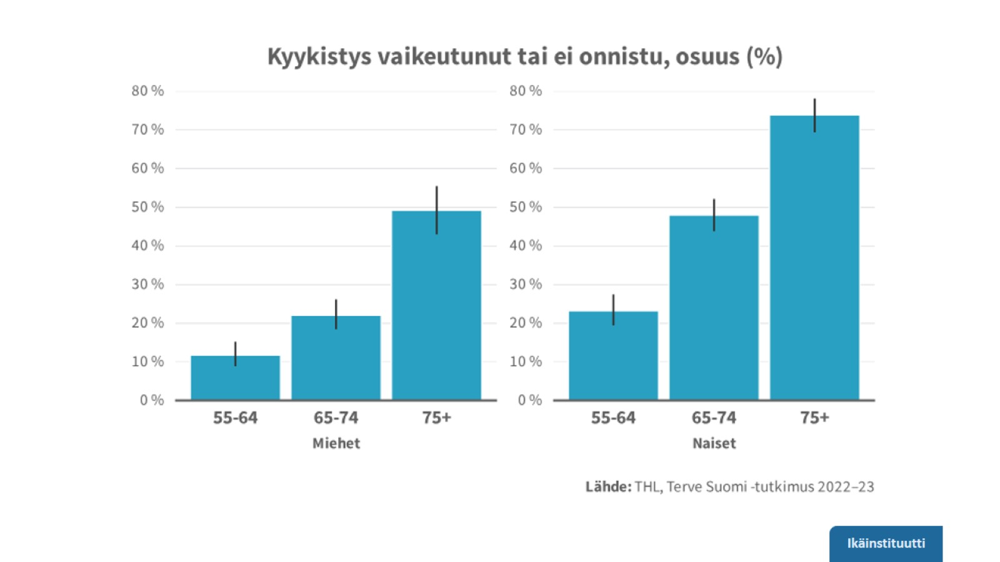 Kyykistys vaikeutunut tai ei onnistu, osuus (%)
80 %
70 %
60 %
50 %
40 %
30 %
20 %
10 %
0 %
55-64 65-74 75+
Miehet
80 %
70 %
60 %
50 %
40 %
30 %
20 %
10 %
0 %
55-64 65-74 75+
Naiset
Lähde: THL, Terve Suomi -tutkimus 2022–23
Ikäinstituutti